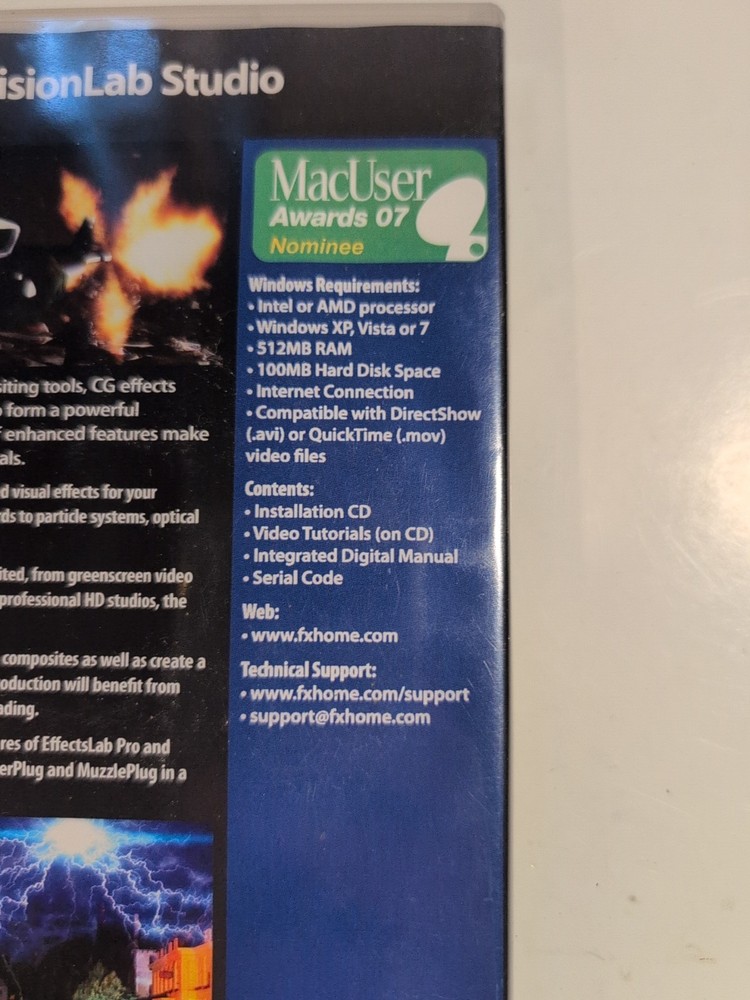 isionLab Studio
siting tools, CG effects
form a powerful
enhanced features make
als.
d visual effects for your
ds to particle systems, optical
ited, from greenscreen video
professional HD studios, the
composites as well as create a
oduction will benefit from
ading.
res of EffectsLab Pro and
erPlug and MuzzlePlug in a
MacUser
Awards 07
Nominee
Windows Requirements:
• Intel or AMD processor
• Windows XP, Vista or 7
• 512MB RAM
• 100MB Hard Disk Space
• Internet Connection
• Compatible with DirectShow
(.avi) or QuickTime (.mov)
video files
Contents:
• Installation CD
• Video Tutorials (on CD)
• Integrated Digital Manual
• Serial Code
Web:
• www.fxhome.com
Technical Support:
• www.fxhome.com/support
• support@fxhome.com